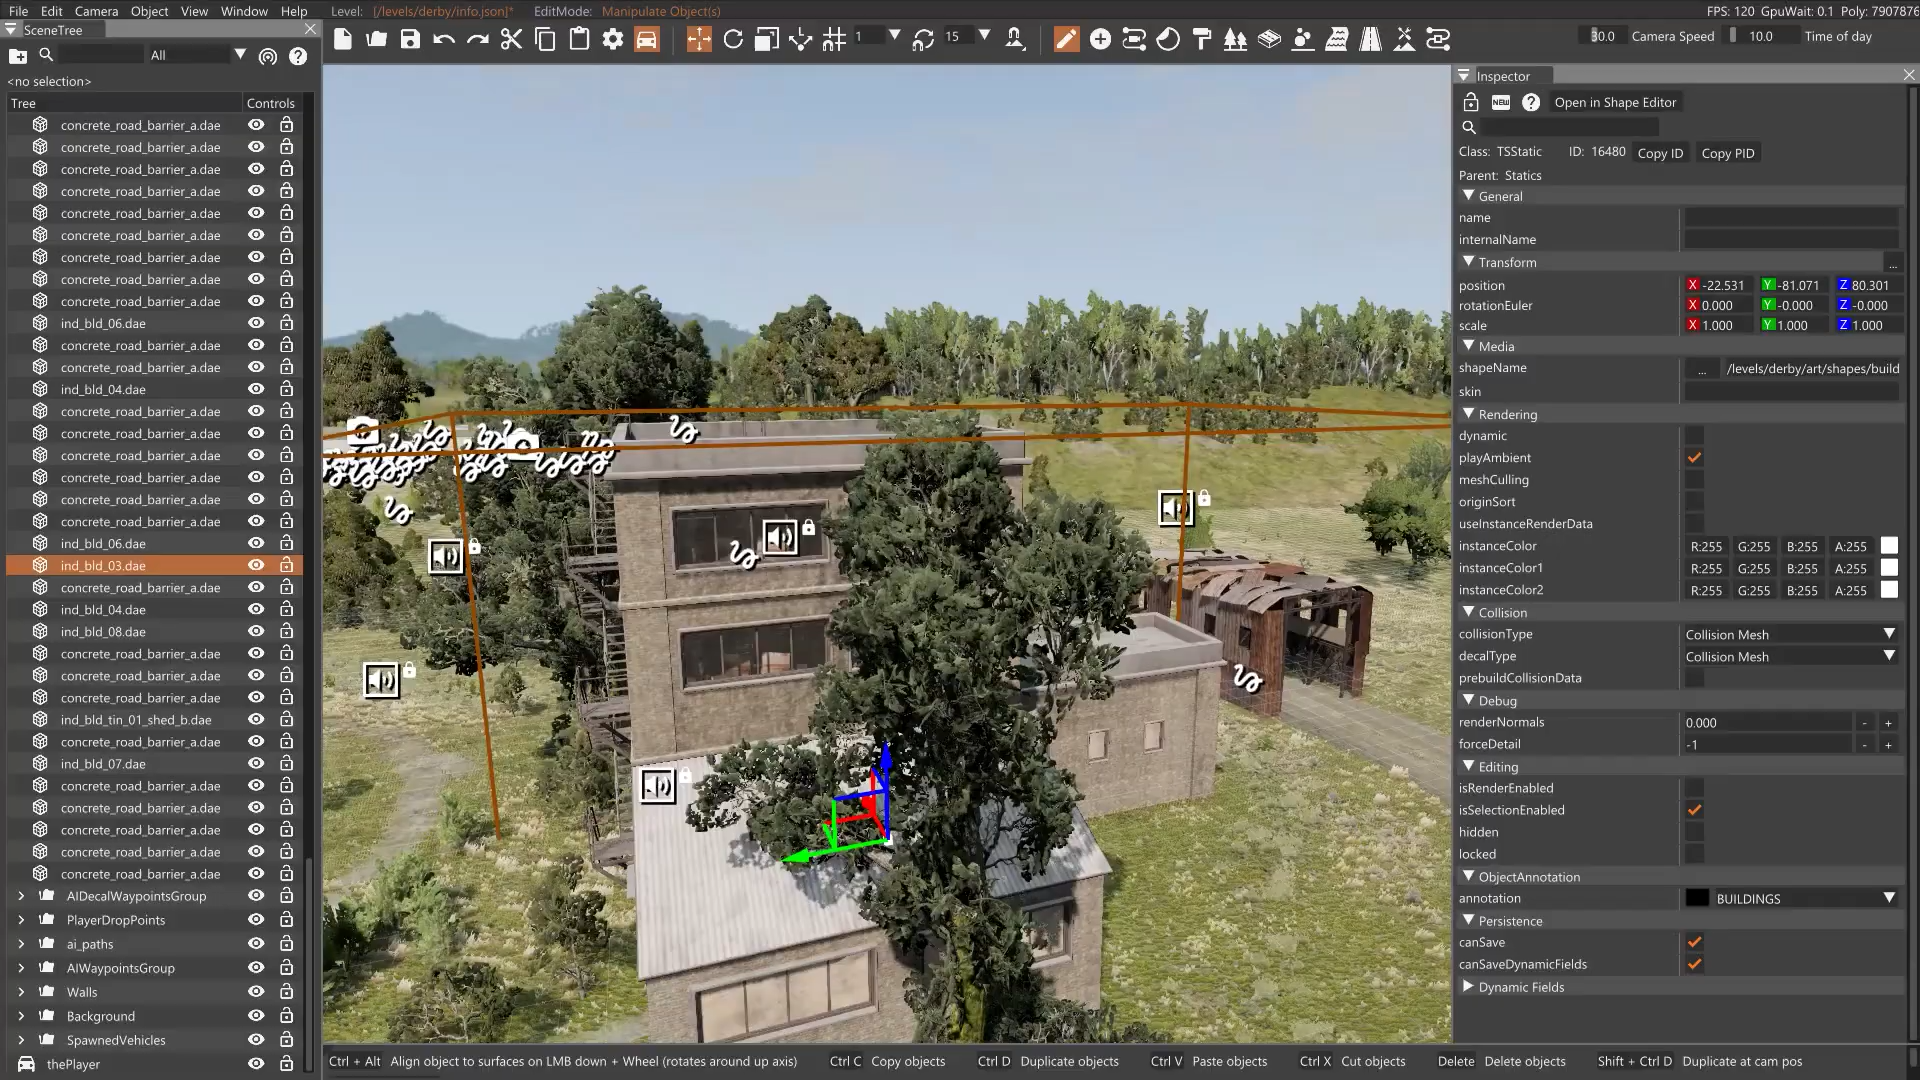 File Edit Camera Object View Window Help Level: [/levels/derby/info.json]* EditMode: Manipulate Object(s) FPS: 120 GpuWait: 0.1 Poly: 7907876
SceneTree
1 15 30.0 Camera Speed 10.0 Time of day
All
<no selection>
Tree Controls
concrete_road_barrier_a.dae
concrete_road_barrier_a.dae
concrete_road_barrier_a.dae
concrete_road_barrier_a.dae
concrete_road_barrier_a.dae
concrete_road_barrier_a.dae
concrete_road_barrier_a.dae
concrete_road_barrier_a.dae
concrete_road_barrier_a.dae
ind_bld_06.dae
concrete_road_barrier_a.dae
concrete_road_barrier_a.dae
ind_bld_04.dae
concrete_road_barrier_a.dae
concrete_road_barrier_a.dae
concrete_road_barrier_a.dae
concrete_road_barrier_a.dae
concrete_road_barrier_a.dae
concrete_road_barrier_a.dae
ind_bld_06.dae
ind_bld_03.dae
concrete_road_barrier_a.dae
ind_bld_04.dae
ind_bld_08.dae
concrete_road_barrier_a.dae
concrete_road_barrier_a.dae
concrete_road_barrier_a.dae
ind_bld_tin_01_shed_b.dae
concrete_road_barrier_a.dae
ind_bld_07.dae
concrete_road_barrier_a.dae
concrete_road_barrier_a.dae
concrete_road_barrier_a.dae
concrete_road_barrier_a.dae
concrete_road_barrier_a.dae
AIDecalWaypointsGroup
PlayerDropPoints
ai_paths
AIWaypointsGroup
Walls
Background
SpawnedVehicles
thePlayer
Inspector
NEW Open in Shape Editor
Class: TSStatic ID: 16480 Copy ID Copy PID
Parent: Statics
General
name
internalName
Transform ...
position X -22.531 Y -81.071 Z 80.301
rotationEuler X 0.000 Y -0.000 Z -0.000
scale X 1.000 Y 1.000 Z 1.000
Media
shapeName ... /levels/derby/art/shapes/build
skin
Rendering
dynamic
playAmbient
meshCulling
originSort
useInstanceRenderData
instanceColor R:255 G:255 B:255 A:255
instanceColor1 R:255 G:255 B:255 A:255
instanceColor2 R:255 G:255 B:255 A:255
Collision
collisionType Collision Mesh
decalType Collision Mesh
prebuildCollisionData
Debug
renderNormals 0.000 - +
forceDetail -1 - +
Editing
isRenderEnabled
isSelectionEnabled
hidden
locked
ObjectAnnotation
annotation BUILDINGS
Persistence
canSave
canSaveDynamicFields
Dynamic Fields
Ctrl + Alt Align object to surfaces on LMB down + Wheel (rotates around up axis) Ctrl C Copy objects Ctrl D Duplicate objects Ctrl V Paste objects Ctrl X Cut objects Delete Delete objects Shift + Ctrl D Duplicate at cam pos